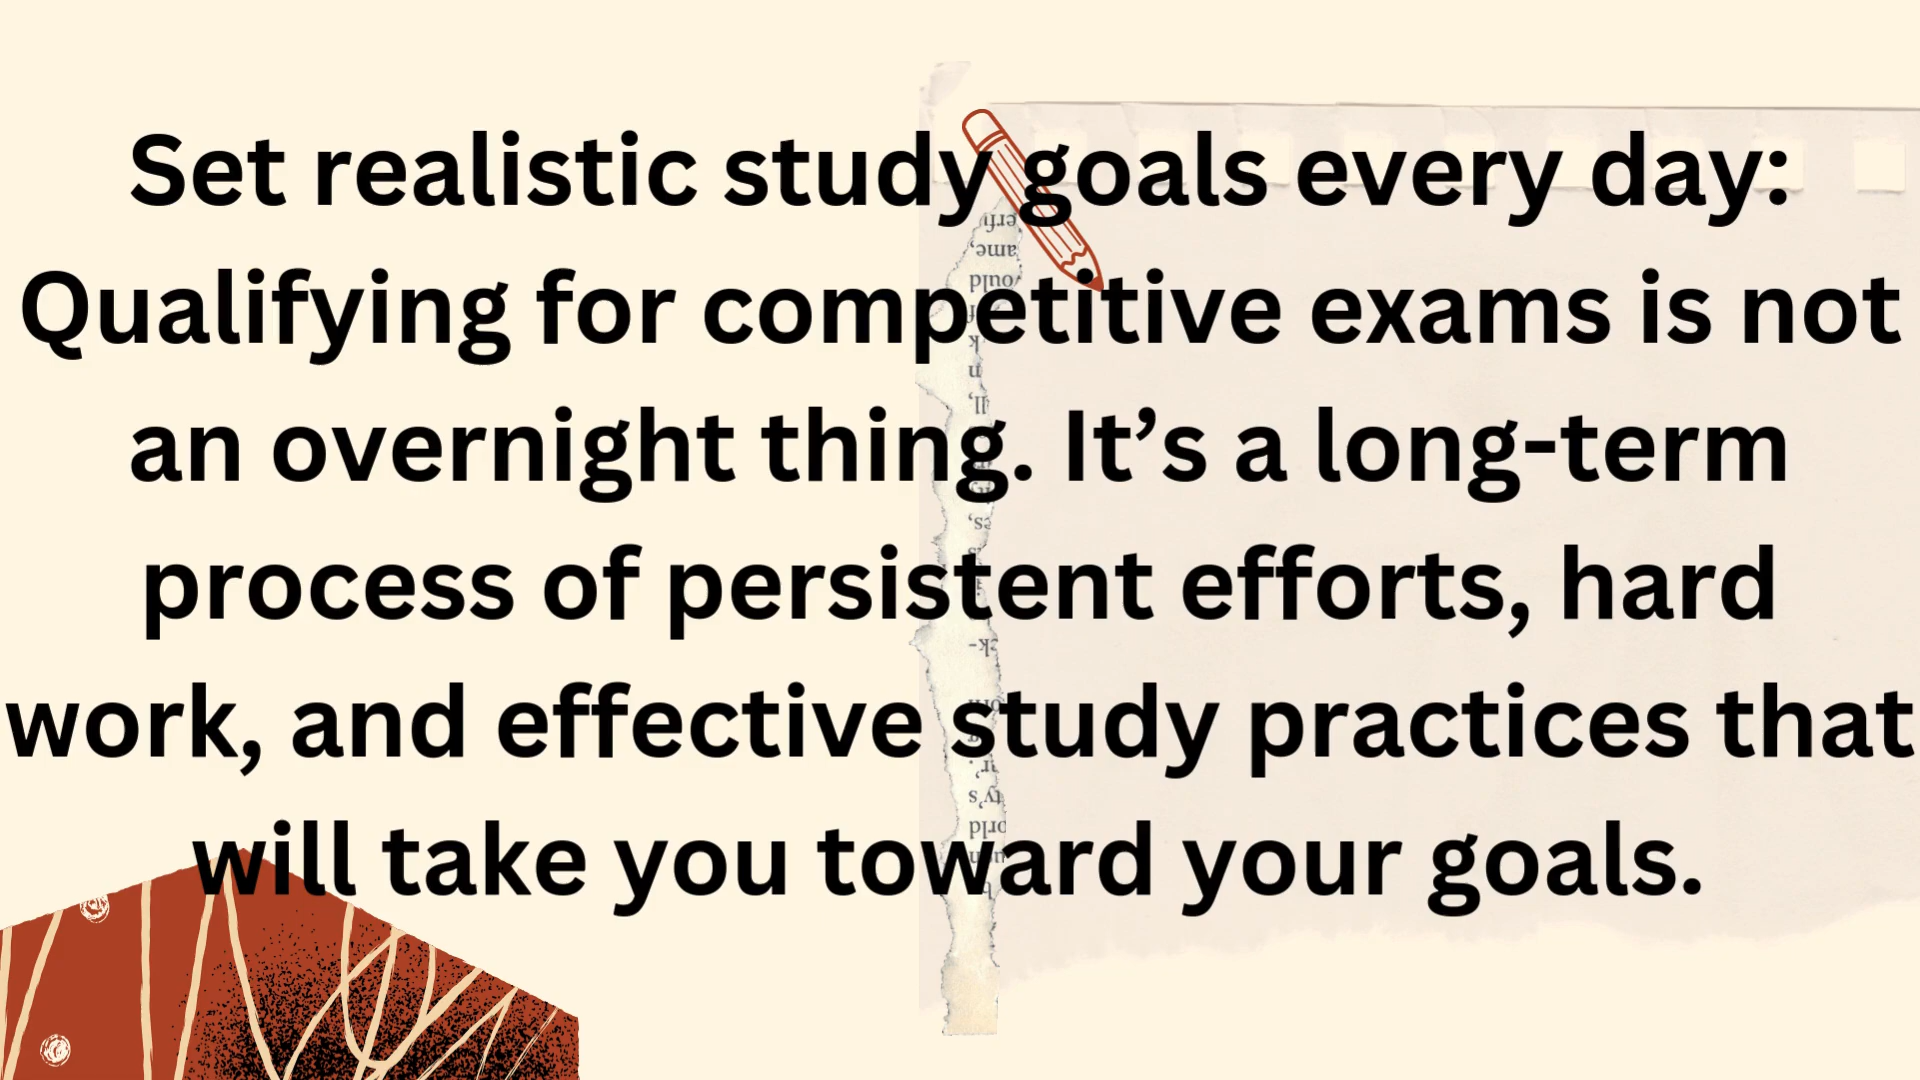 Set realistic study goals every day:
Qualifying for competitive exams is not
an overnight thing. It’s a long-term
process of persistent efforts, hard
work, and effective study practices that
will take you toward your goals.